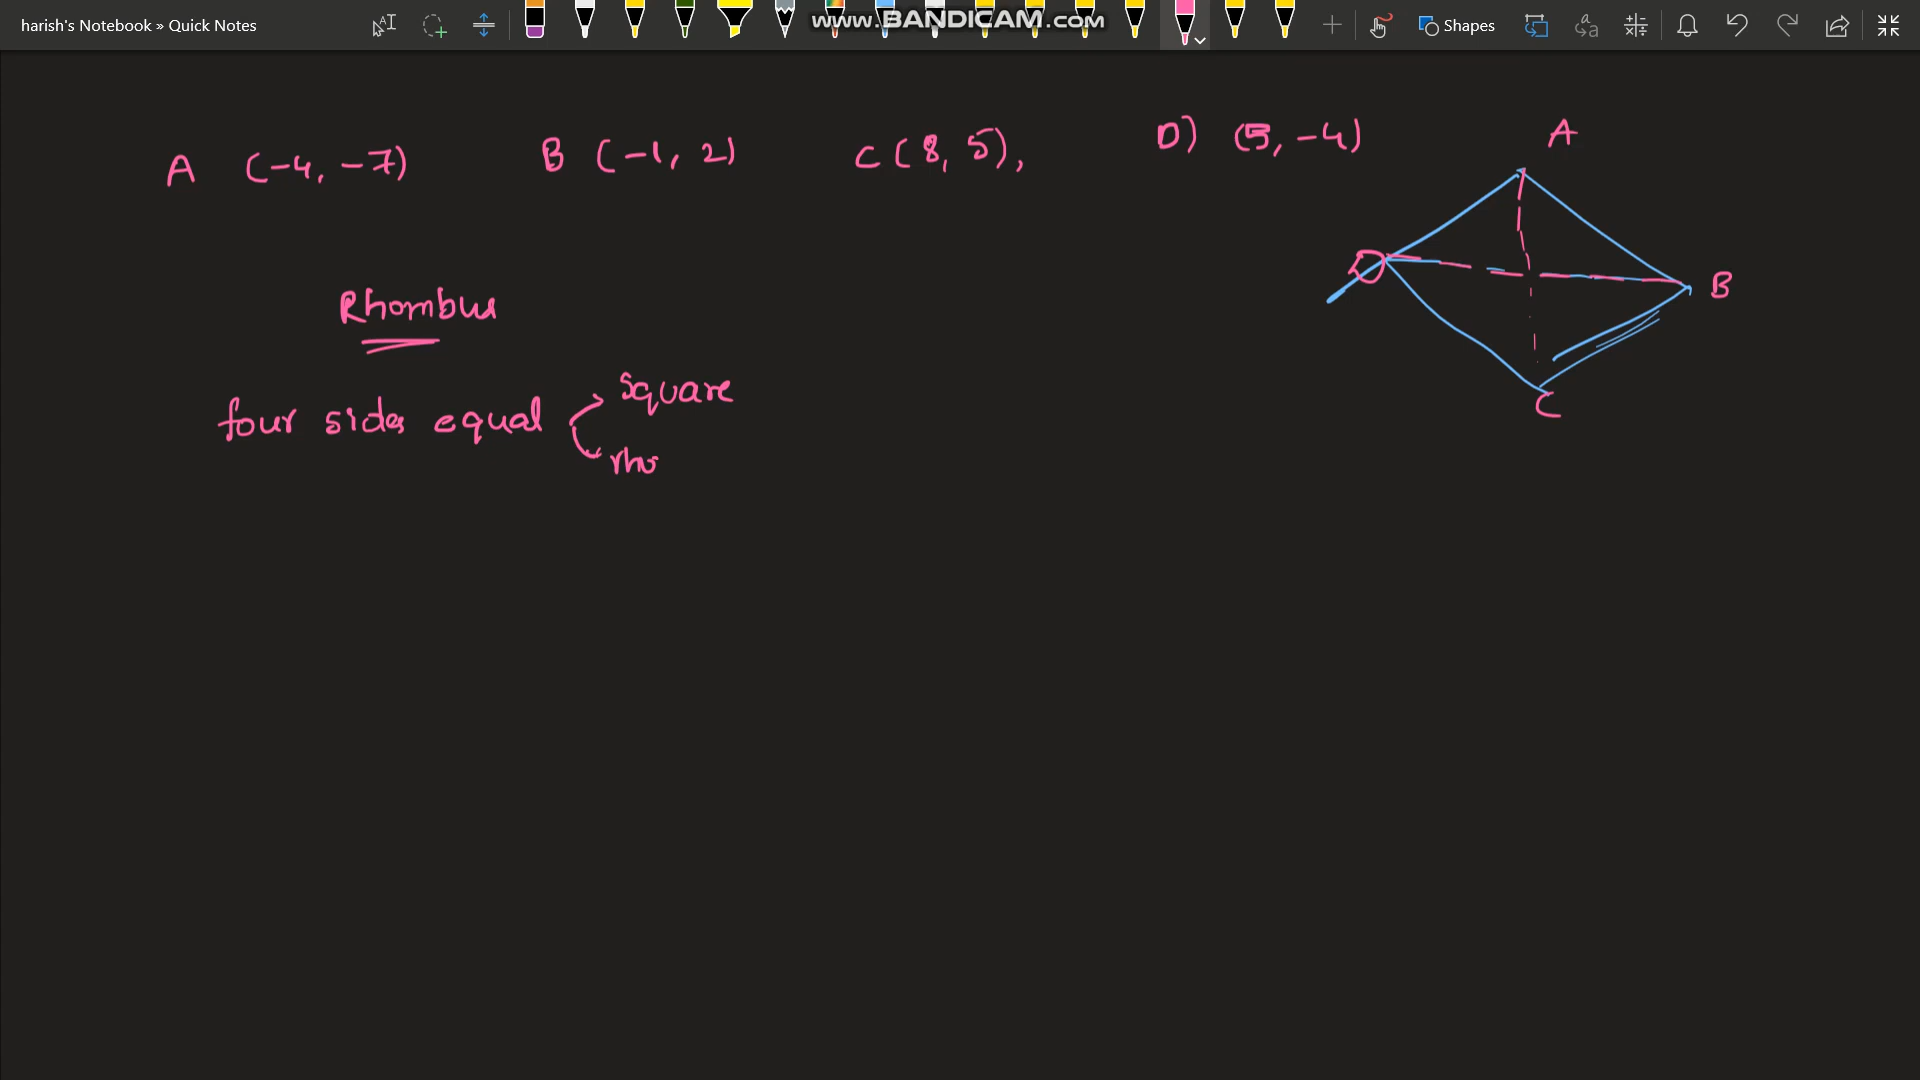 harish's Notebook » Quick Notes
www.BANDICAM.com
Shapes
A (-4, -7) B (-1, 2) C (8, 5), D) (5, -4)
A
B
D
C
Rhombus
four sides equal
Square
rho